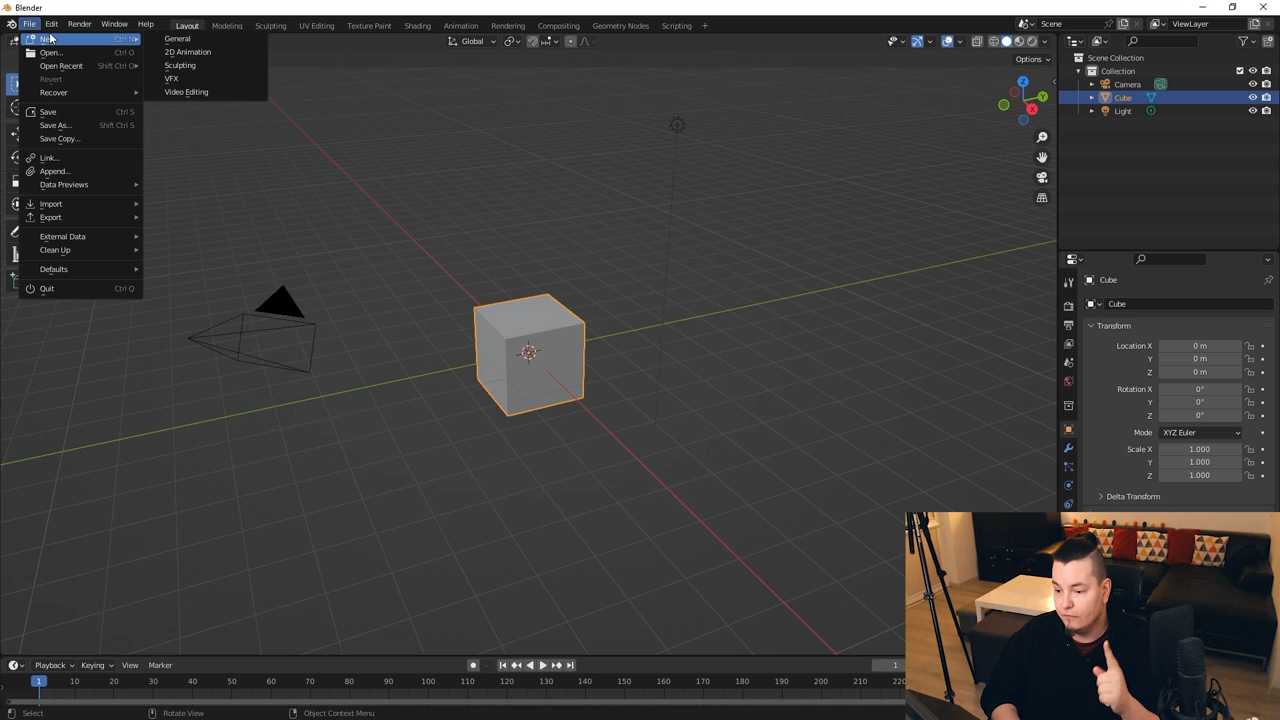 Blender
File Edit Render Window Help Layout Modeling Sculpting UV Editing Texture Paint Shading Animation Rendering Compositing Geometry Nodes Scripting + Scene ViewLayer
New Ctrl N
Open... Ctrl O
Open Recent Shift Ctrl O
Revert
Recover
Save Ctrl S
Save As... Shift Ctrl S
Save Copy...
Link...
Append...
Data Previews
Import
Export
External Data
Clean Up
Defaults
Quit Ctrl Q
General
2D Animation
Sculpting
VFX
Video Editing
Global
Options
Z
Y
X
Scene Collection
Collection
Camera
Cube
Light
Cube
Cube
Transform
Location X 0 m
Y 0 m
Z 0 m
Rotation X 0°
Y 0°
Z 0°
Mode XYZ Euler
Scale X 1.000
Y 1.000
Z 1.000
Delta Transform
Playback Keying View Marker 1
1 10 20 30 40 50 60 70 80 90 100 110 120 130 140 150 160 170 180 190 200 210 220
Select Rotate View Object Context Menu